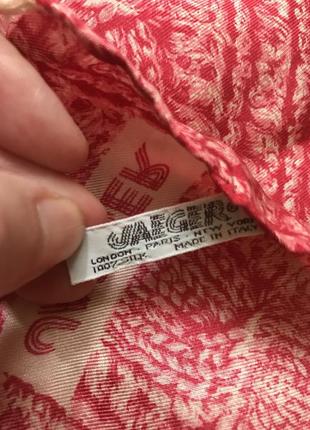 JAEGER
LONDON · PARIS · NEW YORK
100% SILK MADE IN ITALY